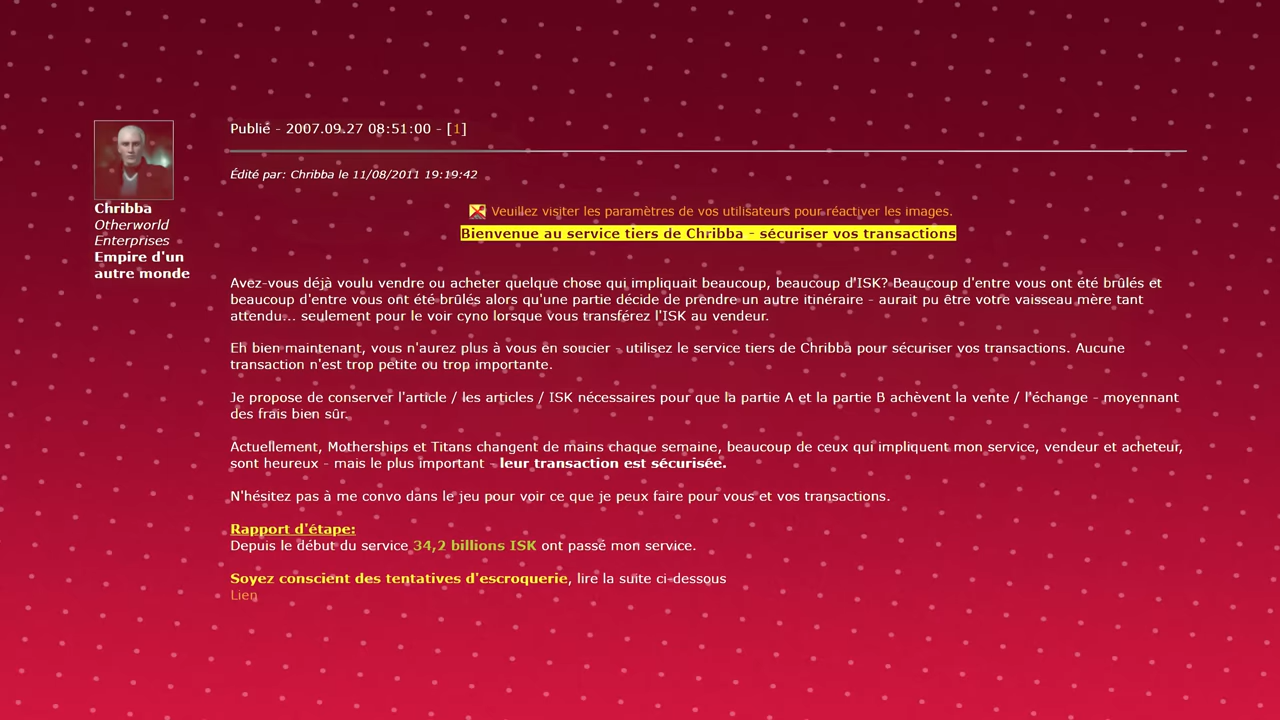 Publié - 2007.09.27 08:51:00 - [1]
Édité par: Chribba le 11/08/2011 19:19:42
Chribba
Otherworld
Enterprises
Empire d'un
autre monde
Veuillez visiter les paramètres de vos utilisateurs pour réactiver les images.
Bienvenue au service tiers de Chribba - sécuriser vos transactions
Avez-vous déjà voulu vendre ou acheter quelque chose qui impliquait beaucoup, beaucoup d'ISK? Beaucoup d'entre vous ont été brûlés et
beaucoup d'entre vous ont été brûlés alors qu'une partie décide de prendre un autre itinéraire - aurait pu être votre vaisseau mère tant
attendu... seulement pour le voir cyno lorsque vous transférez l'ISK au vendeur.
Eh bien maintenant, vous n'aurez plus à vous en soucier - utilisez le service tiers de Chribba pour sécuriser vos transactions. Aucune
transaction n'est trop petite ou trop importante.
Je propose de conserver l'article / les articles / ISK nécessaires pour que la partie A et la partie B achèvent la vente / l'échange - moyennant
des frais bien sûr.
Actuellement, Motherships et Titans changent de mains chaque semaine, beaucoup de ceux qui impliquent mon service, vendeur et acheteur,
sont heureux - mais le plus important - leur transaction est sécurisée.
N'hésitez pas à me convo dans le jeu pour voir ce que je peux faire pour vous et vos transactions.
Rapport d'étape:
Depuis le début du service 34,2 billions ISK ont passé mon service.
Soyez conscient des tentatives d'escroquerie, lire la suite ci-dessous
Lien